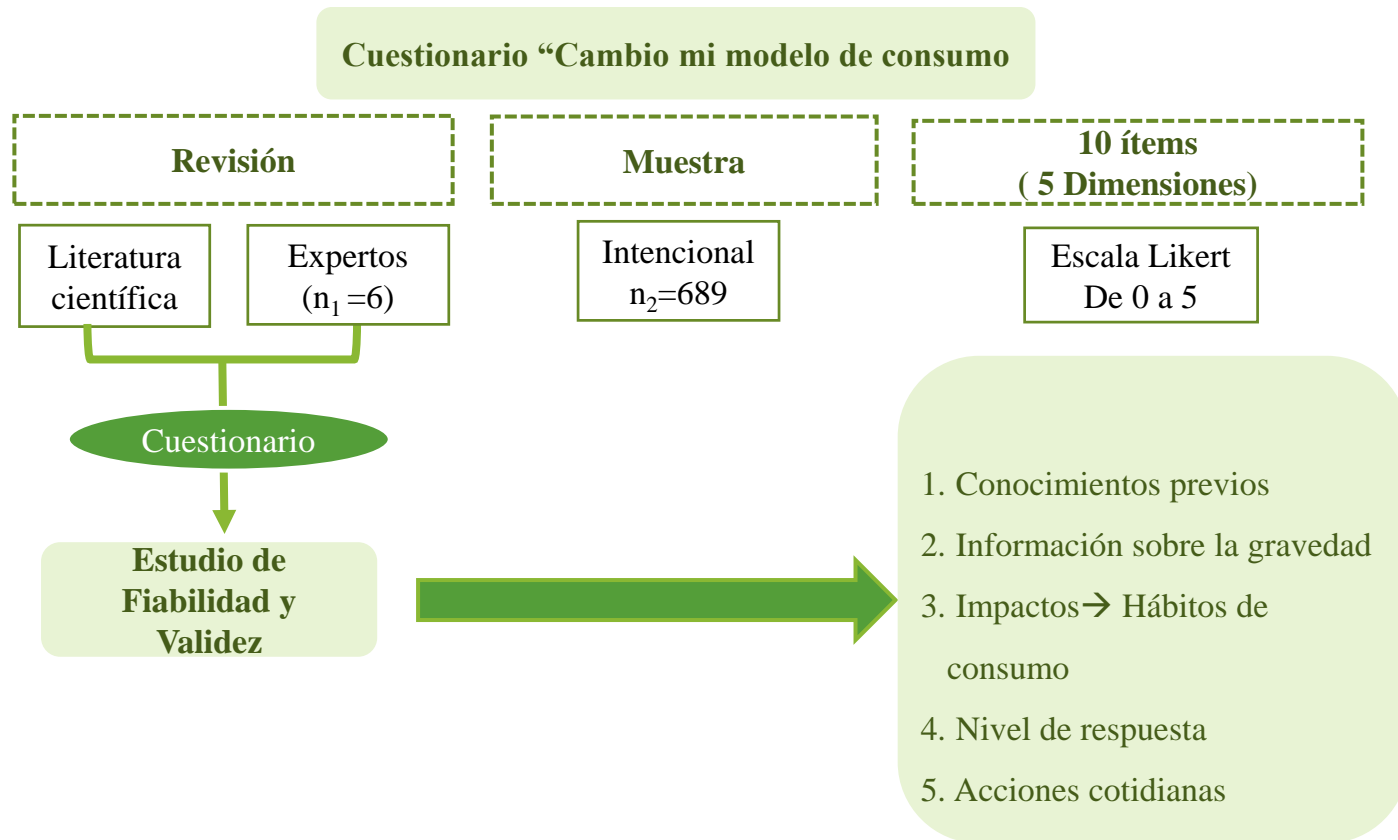 Cuestionario “Cambio mi modelo de consumo
Revisión
Muestra
10 ítems
( 5 Dimensiones)
Literatura
científica
Expertos
(n₁ =6)
Intencional
n₂=689
Escala Likert
De 0 a 5
Cuestionario
Estudio de
Fiabilidad y
Validez
1. Conocimientos previos
2. Información sobre la gravedad
3. Impactos→ Hábitos de
consumo
4. Nivel de respuesta
5. Acciones cotidianas